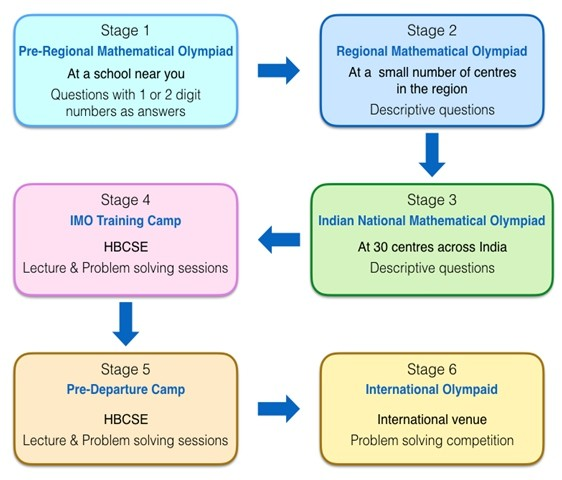 Stage 1
Pre-Regional Mathematical Olympiad
At a school near you
Questions with 1 or 2 digit
numbers as answers
Stage 2
Regional Mathematical Olympiad
At a small number of centres
in the region
Descriptive questions
Stage 3
Indian National Mathematical Olympiad
At 30 centres across India
Descriptive questions
Stage 4
IMO Training Camp
HBCSE
Lecture & Problem solving sessions
Stage 5
Pre-Departure Camp
HBCSE
Lecture & Problem solving sessions
Stage 6
International Olympaid
International venue
Problem solving competition